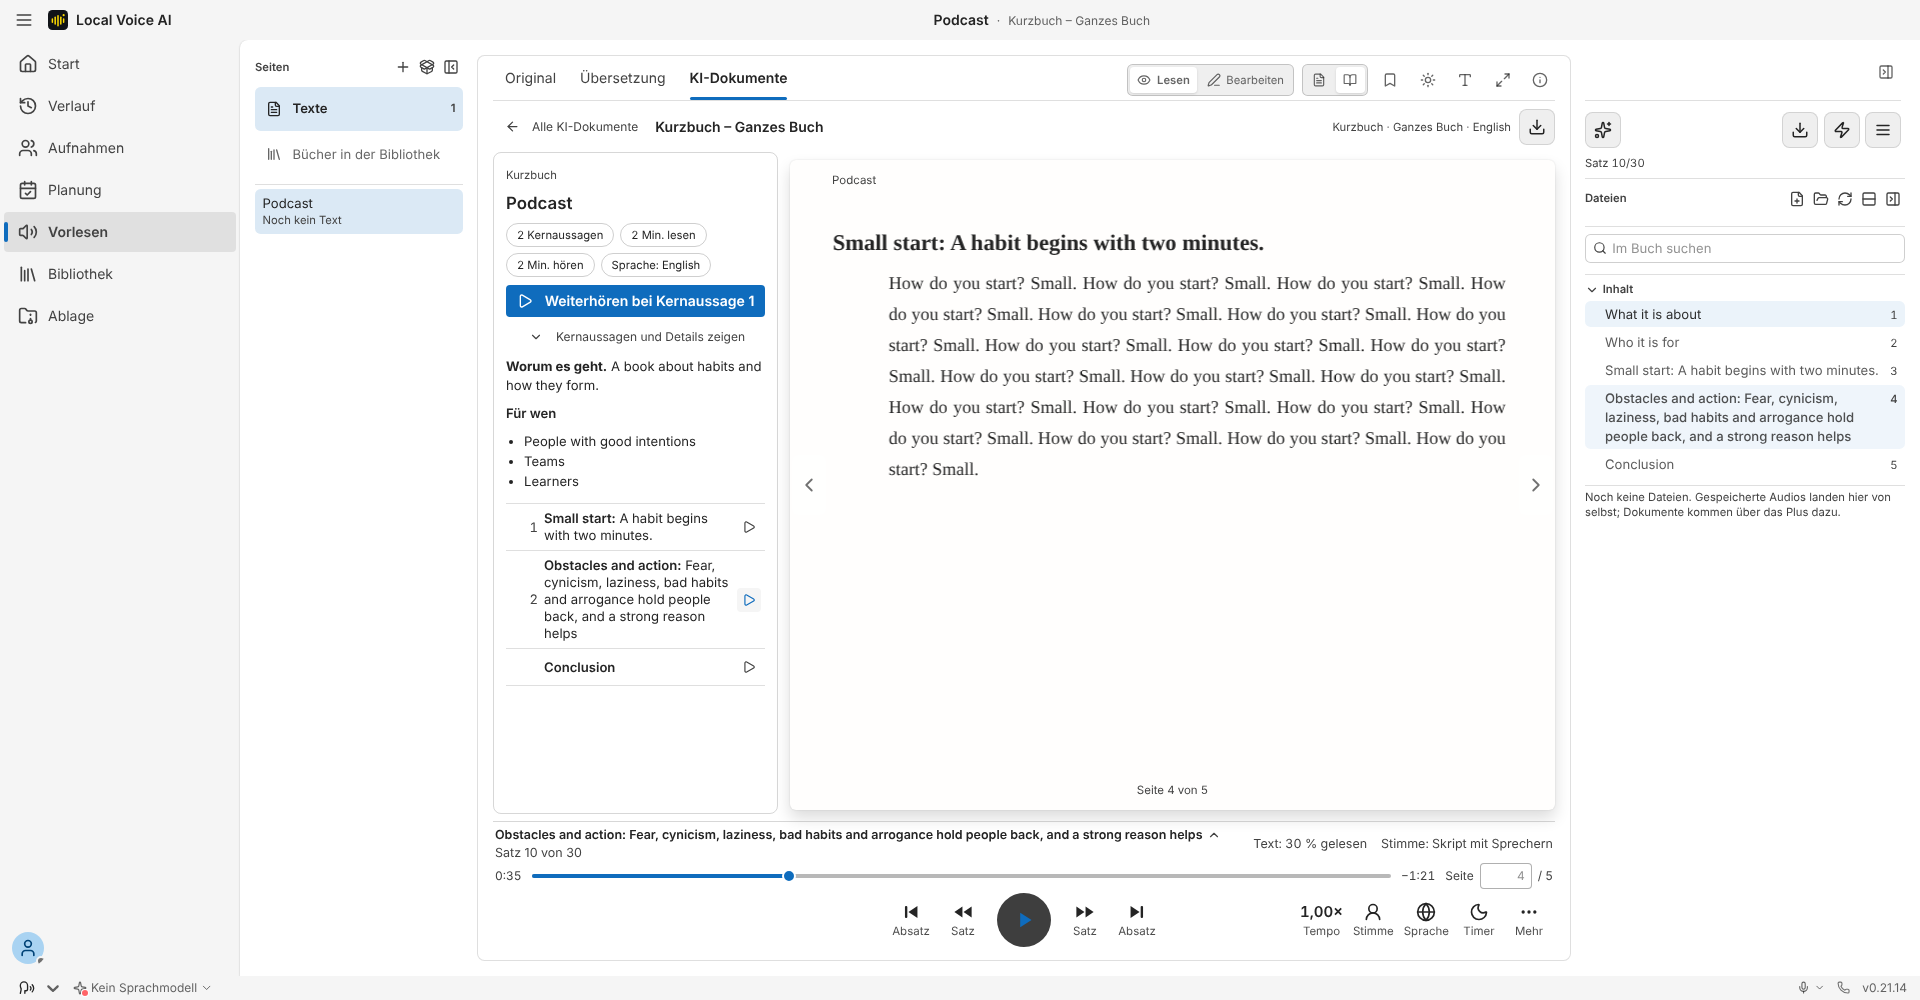 Local Voice AI
Podcast · Kurzbuch – Ganzes Buch
Start
Verlauf
Aufnahmen
Planung
Vorlesen
Bibliothek
Ablage
Seiten
Texte 1
Bücher in der Bibliothek
Podcast
Noch kein Text
Original Übersetzung KI-Dokumente
Lesen Bearbeiten
Alle KI-Dokumente Kurzbuch – Ganzes Buch
Kurzbuch · Ganzes Buch · English
Kurzbuch
Podcast
2 Kernaussagen 2 Min. lesen
2 Min. hören Sprache: English
Weiterhören bei Kernaussage 1
Kernaussagen und Details zeigen
Worum es geht. A book about habits and
how they form.
Für wen
• People with good intentions
• Teams
• Learners
1 Small start: A habit begins
with two minutes.
2 Obstacles and action: Fear,
cynicism, laziness, bad habits
and arrogance hold people
back, and a strong reason
helps
Conclusion
Podcast
Small start: A habit begins with two minutes.
How do you start? Small. How do you start? Small. How do you start? Small. How
do you start? Small. How do you start? Small. How do you start? Small. How do you
start? Small. How do you start? Small. How do you start? Small. How do you start?
Small. How do you start? Small. How do you start? Small. How do you start? Small.
How do you start? Small. How do you start? Small. How do you start? Small. How
do you start? Small. How do you start? Small. How do you start? Small. How do you
start? Small.
Seite 4 von 5
Obstacles and action: Fear, cynicism, laziness, bad habits and arrogance hold people back, and a strong reason helps
Satz 10 von 30
Text: 30 % gelesen Stimme: Skript mit Sprechern
0:35 −1:21 Seite 4 / 5
Absatz Satz Satz Absatz
1,00×
Tempo Stimme Sprache Timer Mehr
Satz 10/30
Dateien
Im Buch suchen
Inhalt
What it is about 1
Who it is for 2
Small start: A habit begins with two minutes. 3
Obstacles and action: Fear, cynicism, 4
laziness, bad habits and arrogance hold
people back, and a strong reason helps
Conclusion 5
Noch keine Dateien. Gespeicherte Audios landen hier von
selbst; Dokumente kommen über das Plus dazu.
Kein Sprachmodell
v0.21.14